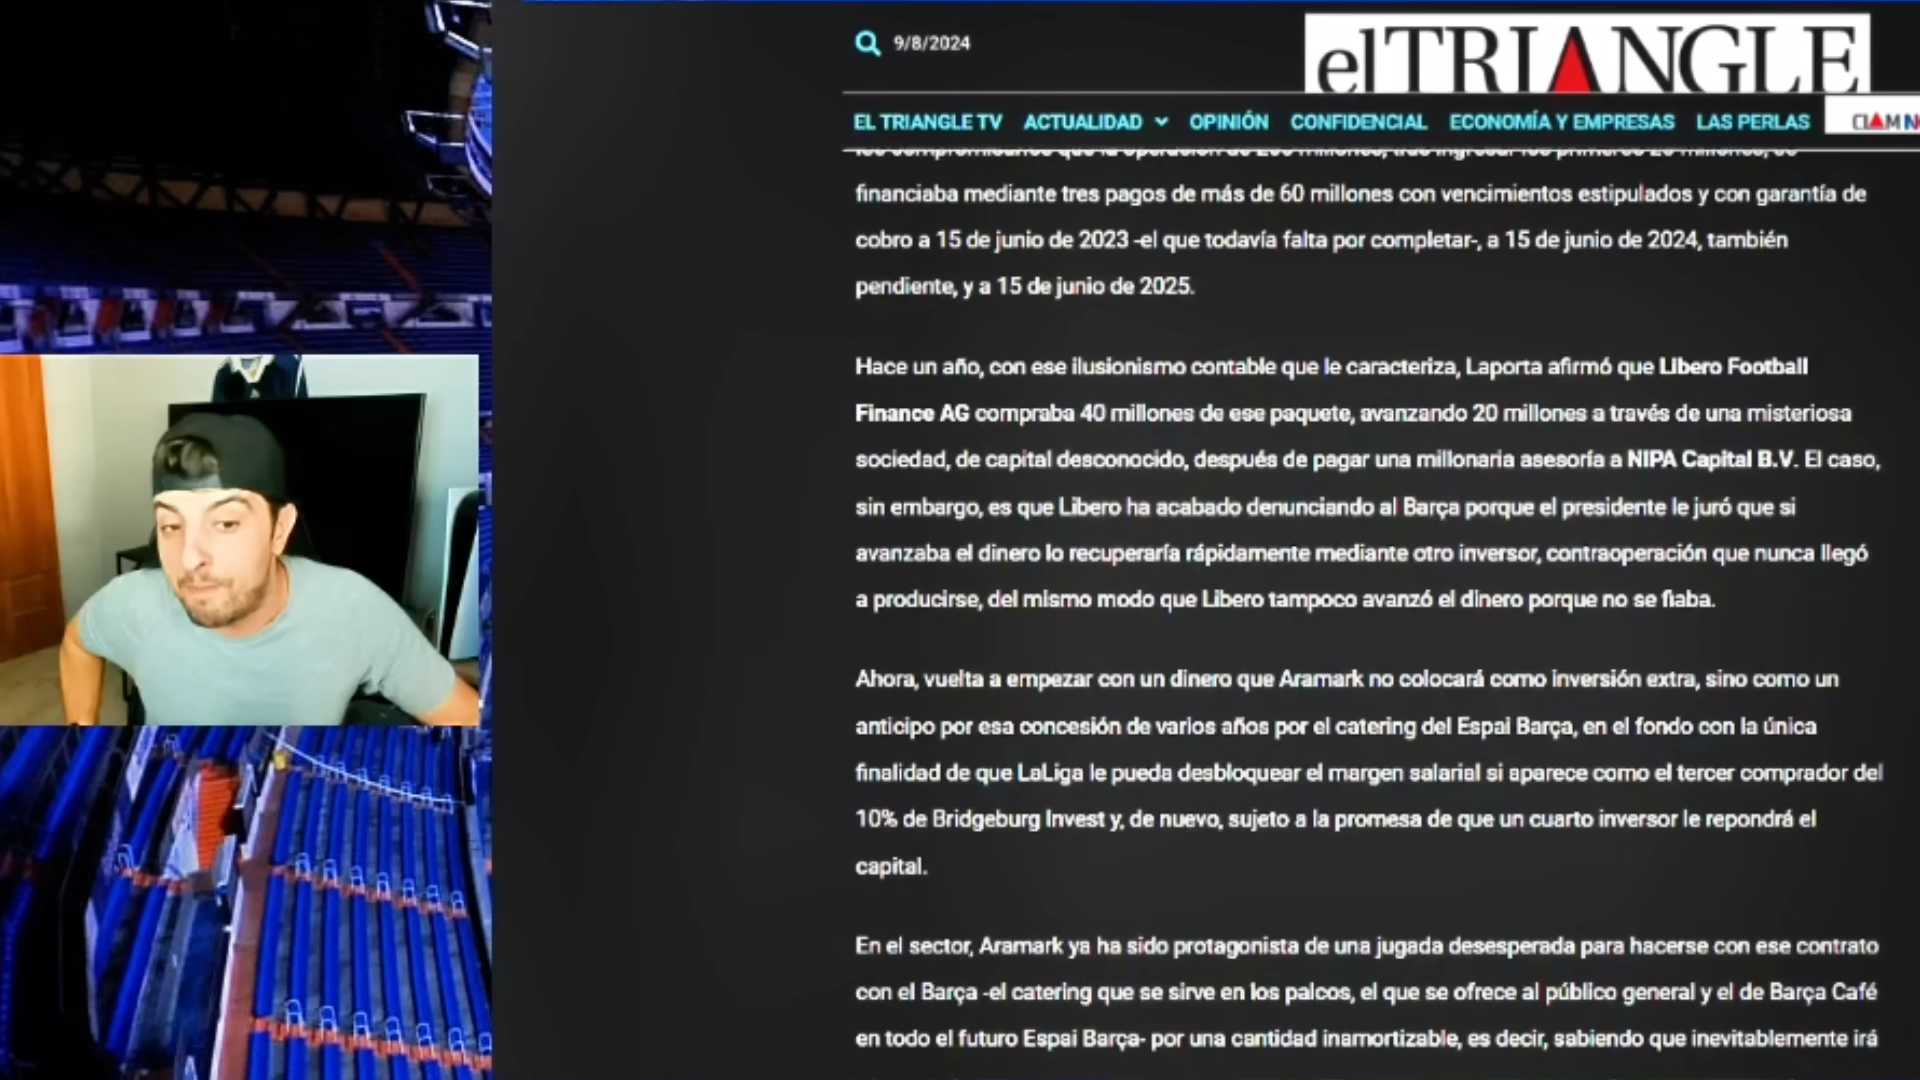 9/8/2024
elTRIANGLE
EL TRIANGLE TV ACTUALIDAD OPINIÓN CONFIDENCIAL ECONOMÍA Y EMPRESAS LAS PERLAS
financiaba mediante tres pagos de más de 60 millones con vencimientos estipulados y con garantía de
cobro a 15 de junio de 2023 -el que todavía falta por completar-, a 15 de junio de 2024, también
pendiente, y a 15 de junio de 2025.
Hace un año, con ese ilusionismo contable que le caracteriza, Laporta afirmó que Libero Football
Finance AG compraba 40 millones de ese paquete, avanzando 20 millones a través de una misteriosa
sociedad, de capital desconocido, después de pagar una millonaria asesoría a NIPA Capital B.V. El caso,
sin embargo, es que Libero ha acabado denunciando al Barça porque el presidente le juró que si
avanzaba el dinero lo recuperaría rápidamente mediante otro inversor, contraoperación que nunca llegó
a producirse, del mismo modo que Libero tampoco avanzó el dinero porque no se fiaba.
Ahora, vuelta a empezar con un dinero que Aramark no colocará como inversión extra, sino como un
anticipo por esa concesión de varios años por el catering del Espai Barça, en el fondo con la única
finalidad de que LaLiga le pueda desbloquear el margen salarial si aparece como el tercer comprador del
10% de Bridgeburg Invest y, de nuevo, sujeto a la promesa de que un cuarto inversor le repondrá el
capital.
En el sector, Aramark ya ha sido protagonista de una jugada desesperada para hacerse con ese contrato
con el Barça -el catering que se sirve en los palcos, el que se ofrece al público general y el de Barça Café
en todo el futuro Espai Barça- por una cantidad inamortizable, es decir, sabiendo que inevitablemente irá